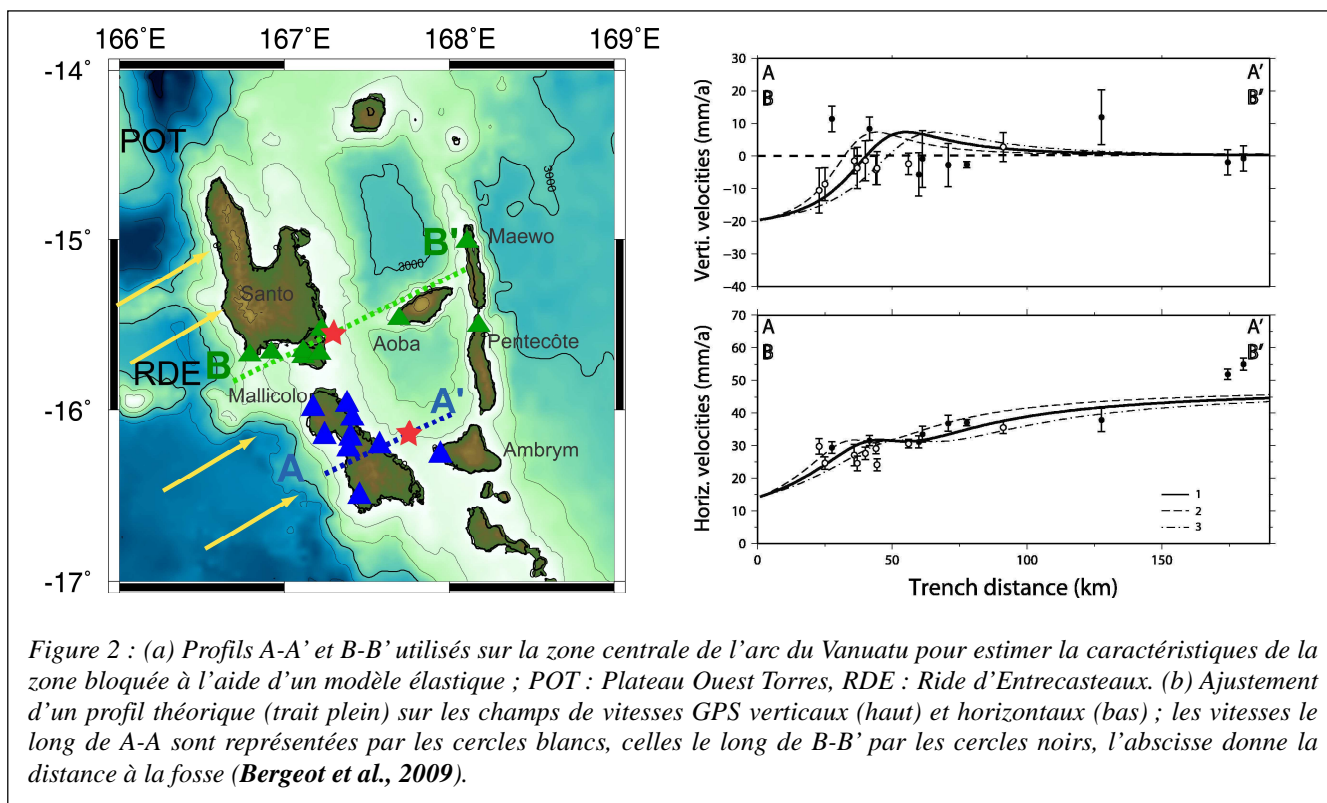 166˚E 167˚E 168˚E 169˚E
-14˚
-15˚
-16˚
-17˚
POT
3000
3000
B' Maewo
Santo
Aoba
Pentecôte
B
RDE
Mallicolo
A'
A
Ambrym
30
20
10
0
-10
-20
-30
-40
Verti. velocities (mm/a)
A A'
B B'
70
60
50
40
30
20
10
0
Horiz. velocities (mm/a)
A A'
B B'
1
2
3
0 50 100 150
Trench distance (km)
Figure 2 : (a) Profils A-A' et B-B' utilisés sur la zone centrale de l'arc du Vanuatu pour estimer la caractéristiques de la
zone bloquée à l'aide d'un modèle élastique ; POT : Plateau Ouest Torres, RDE : Ride d'Entrecasteaux. (b) Ajustement
d'un profil théorique (trait plein) sur les champs de vitesses GPS verticaux (haut) et horizontaux (bas) ; les vitesses le
long de A-A sont représentées par les cercles blancs, celles le long de B-B' par les cercles noirs, l'abscisse donne la
distance à la fosse (Bergeot et al., 2009).